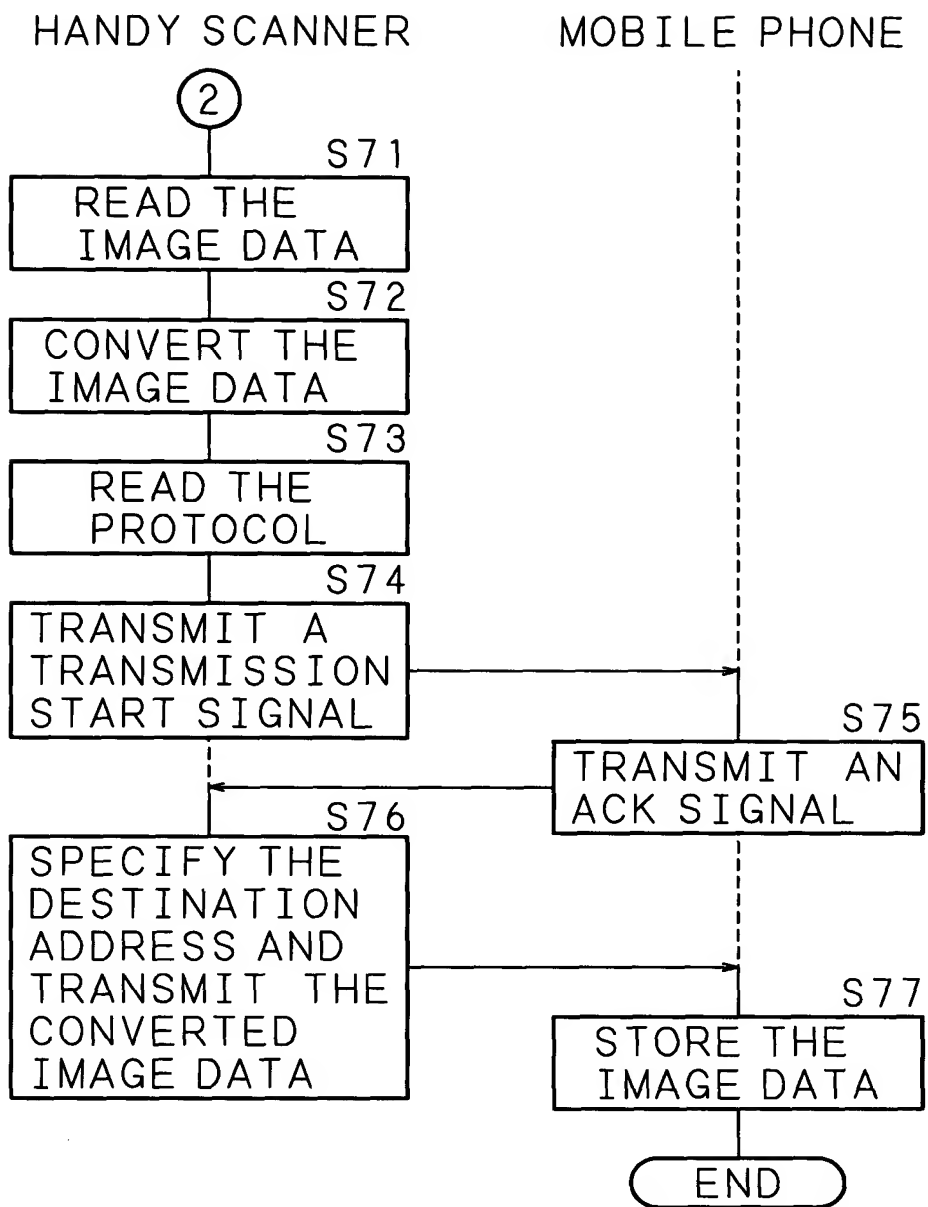 HANDY SCANNER
MOBILE PHONE
2
S71
READ THE
IMAGE DATA
S72
CONVERT THE
IMAGE DATA
S73
READ THE
PROTOCOL
S74
TRANSMIT A
TRANSMISSION
START SIGNAL
S75
TRANSMIT AN
ACK SIGNAL
S76
SPECIFY THE
DESTINATION
ADDRESS AND
TRANSMIT THE
CONVERTED
IMAGE DATA
S77
STORE THE
IMAGE DATA
END